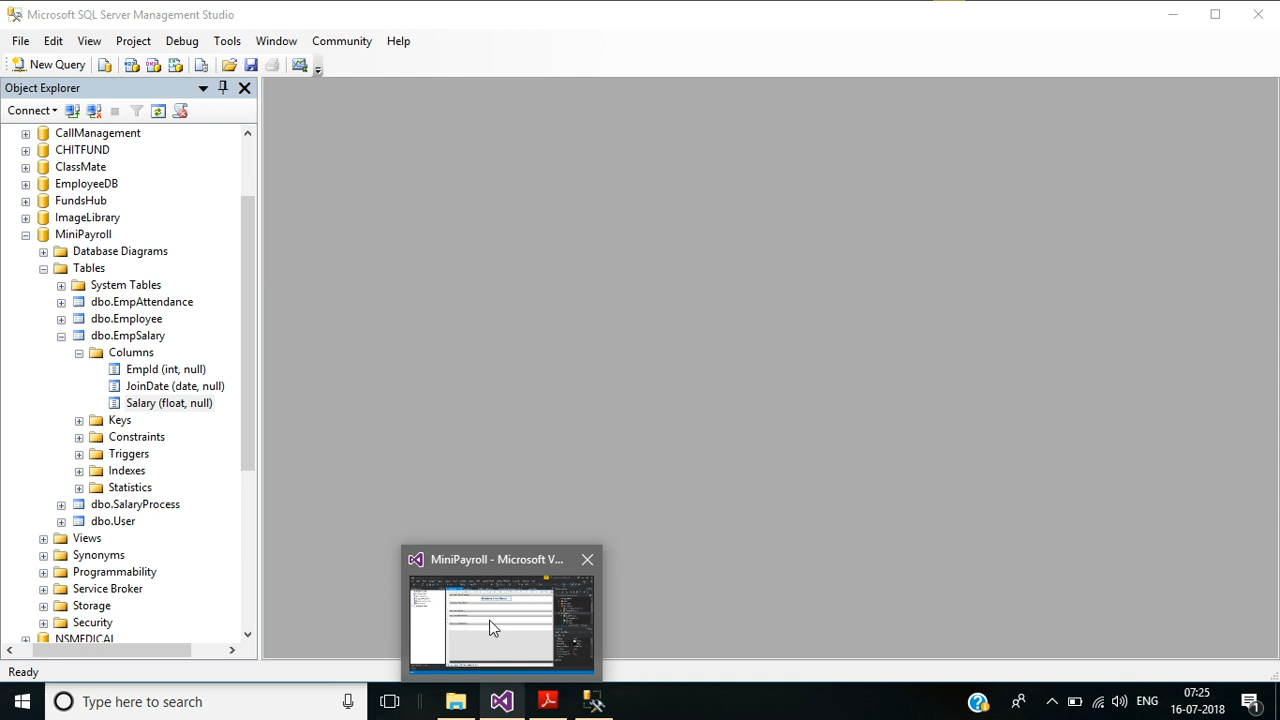 Microsoft SQL Server Management Studio
File Edit View Project Debug Tools Window Community Help
New Query
Object Explorer
Connect
CallManagement
CHITFUND
ClassMate
EmployeeDB
FundsHub
ImageLibrary
MiniPayroll
Database Diagrams
Tables
System Tables
dbo.EmpAttendance
dbo.Employee
dbo.EmpSalary
Columns
EmpId (int, null)
JoinDate (date, null)
Salary (float, null)
Keys
Constraints
Triggers
Indexes
Statistics
dbo.SalaryProcess
dbo.User
Views
Synonyms
Programmability
Service Broker
Storage
Security
NSMEDICAL
MiniPayroll - Microsoft V...
Ready
Type here to search
ENG
07:25
16-07-2018
1